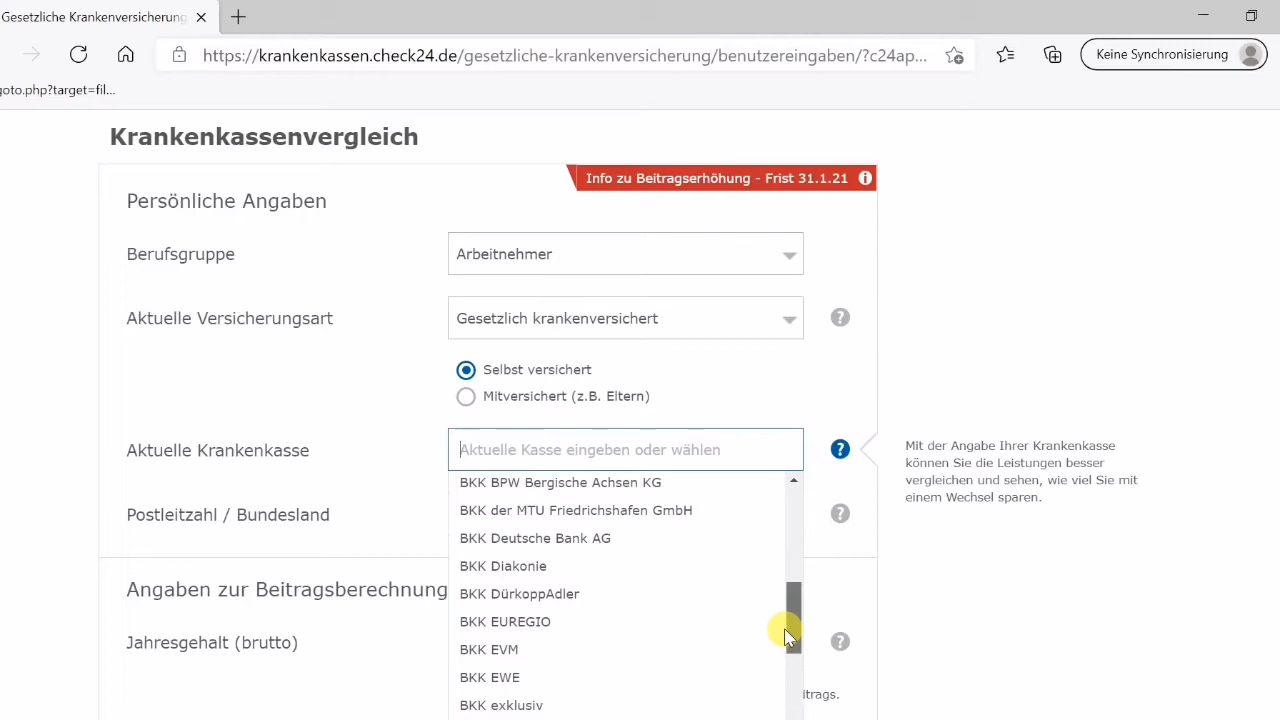 Gesetzliche Krankenversicherung
https://krankenkassen.check24.de/gesetzliche-krankenversicherung/benutzereingaben/?c24ap...
Keine Synchronisierung
goto.php?target=fil...
Krankenkassenvergleich
Info zu Beitragserhöhung - Frist 31.1.21
Persönliche Angaben
Berufsgruppe
Arbeitnehmer
Aktuelle Versicherungsart
Gesetzlich krankenversichert
?
Selbst versichert
Mitversichert (z.B. Eltern)
Aktuelle Krankenkasse
Aktuelle Kasse eingeben oder wählen
?
Mit der Angabe Ihrer Krankenkasse
können Sie die Leistungen besser
vergleichen und sehen, wie viel Sie mit
einem Wechsel sparen.
BKK BPW Bergische Achsen KG
BKK der MTU Friedrichshafen GmbH
Postleitzahl / Bundesland
?
BKK Deutsche Bank AG
BKK Diakonie
Angaben zur Beitragsberechnung
BKK DürkoppAdler
BKK EUREGIO
Jahresgehalt (brutto)
?
BKK EVM
BKK EWE
itrags.
BKK exklusiv